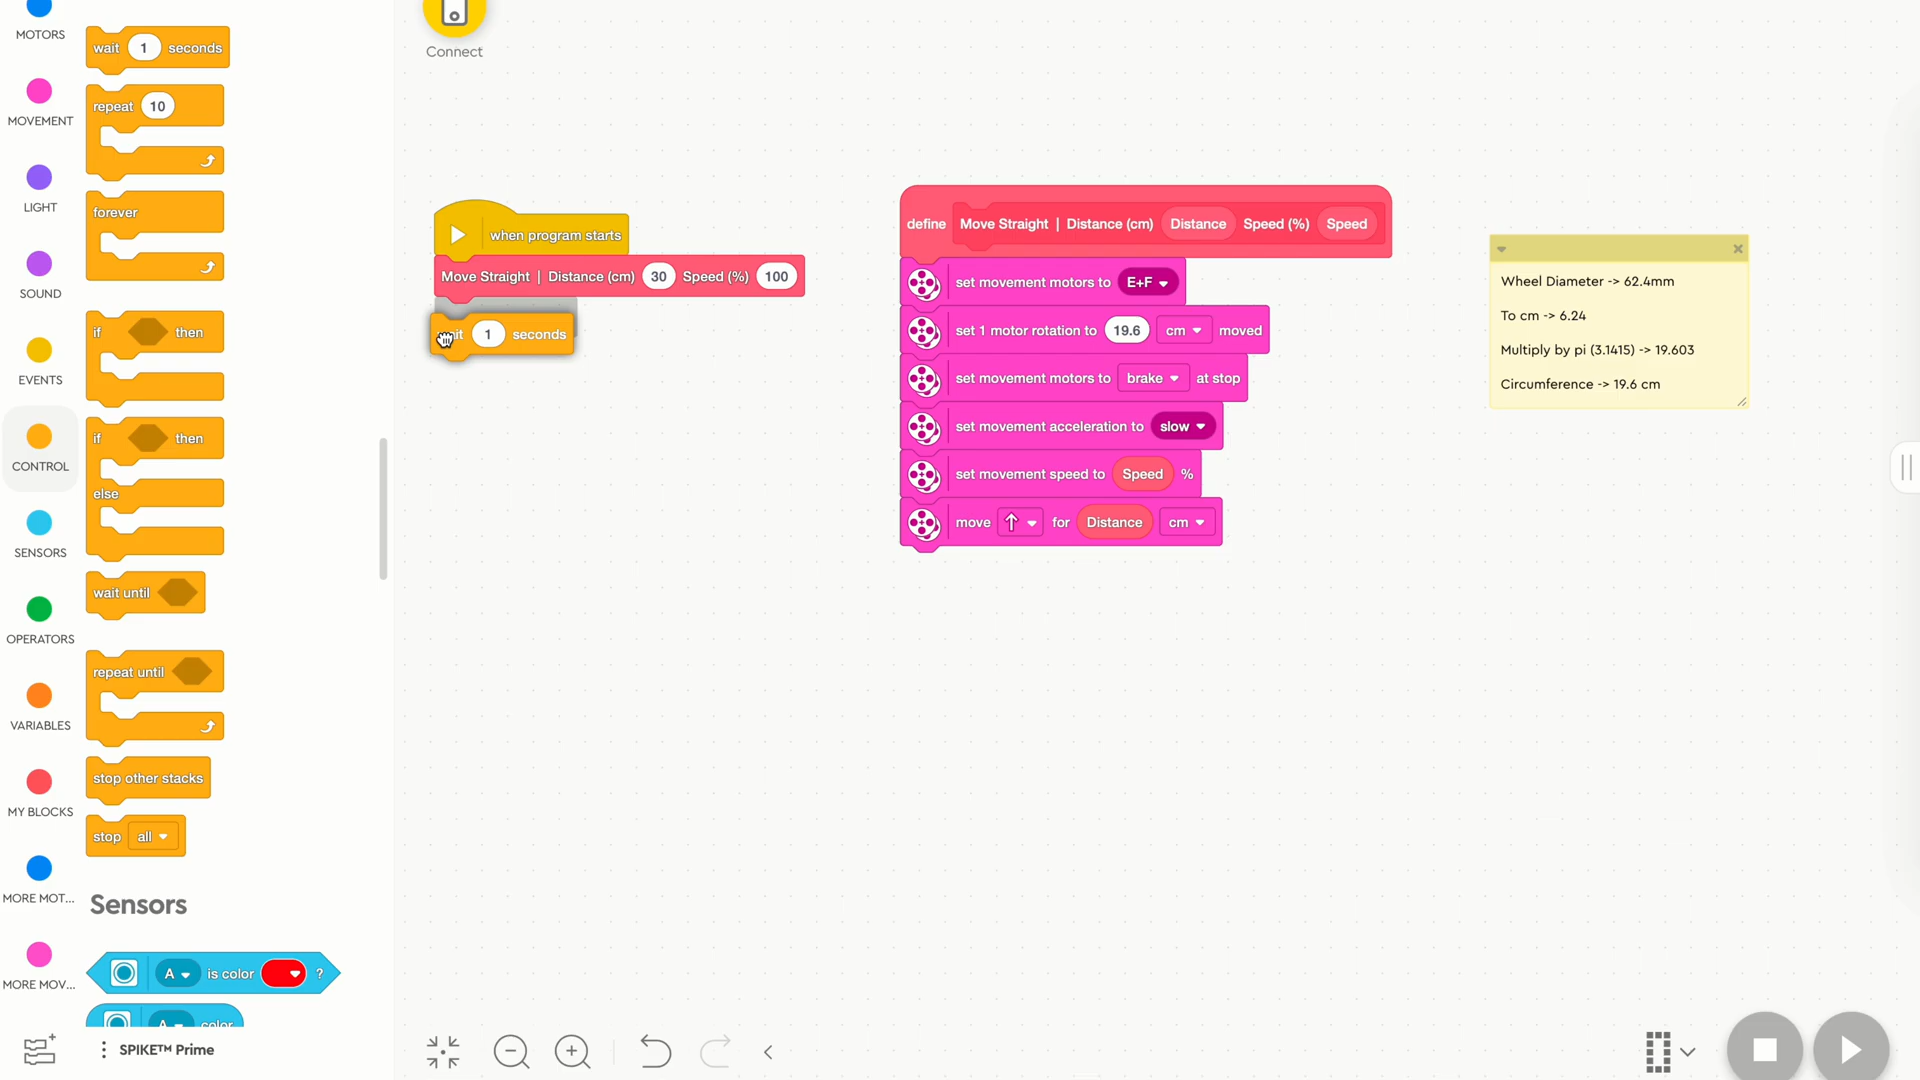 MOTORS
MOVEMENT
LIGHT
SOUND
EVENTS
CONTROL
SENSORS
OPERATORS
VARIABLES
MY BLOCKS
MORE MOT...
MORE MOV...
wait 1 seconds
repeat 10
forever
if then
if then
else
wait until
repeat until
stop other stacks
stop all
Sensors
A is color ?
A color
SPIKE™ Prime
Connect
when program starts
Move Straight | Distance (cm) 30 Speed (%) 100
1 seconds
define Move Straight | Distance (cm) Distance Speed (%) Speed
set movement motors to E+F
set 1 motor rotation to 19.6 cm moved
set movement motors to brake at stop
set movement acceleration to slow
set movement speed to Speed %
move for Distance cm
Wheel Diameter -> 62.4mm
To cm -> 6.24
Multiply by pi (3.1415) -> 19.603
Circumference -> 19.6 cm